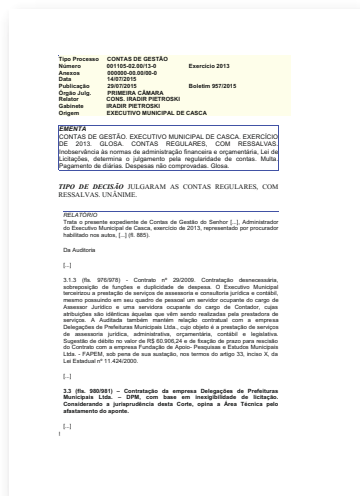 Tipo Processo CONTAS DE GESTÃO
Número 001105-02.00/13-0 Exercício 2013
Anexos 000000-00.00/00-0
Data 14/07/2015
Publicação 29/07/2015 Boletim 957/2015
Órgão Julg. PRIMEIRA CÂMARA
Relator CONS. IRADIR PIETROSKI
Gabinete IRADIR PIETROSKI
Origem EXECUTIVO MUNICIPAL DE CASCA
EMENTA
CONTAS DE GESTÃO. EXECUTIVO MUNICIPAL DE CASCA. EXERCÍCIO
DE 2013. GLOSA. CONTAS REGULARES, COM RESSALVAS.
Inobservância às normas de administração financeira e orçamentária, Lei de
Licitações, determina o julgamento pela regularidade de contas. Multa.
Pagamento de diárias. Despesas não comprovadas. Glosa.
TIPO DE DECISÃO JULGARAM AS CONTAS REGULARES, COM
RESSALVAS. UNÂNIME.
RELATÓRIO
Trata o presente expediente de Contas de Gestão do Senhor [...], Administrador
do Executivo Municipal de Casca, exercício de 2013, representado por procurador
habilitado nos autos, [...] (fl. 885).
Da Auditoria
[...]
3.1.3 (fls. 976/978) - Contrato nº 29/2009. Contratação desnecessária,
sobreposição de funções e duplicidade de despesa. O Executivo Municipal
terceirizou a prestação de serviços de assessoria e consultoria jurídica e contábil,
mesmo possuindo em seu quadro de pessoal um servidor ocupante do cargo de
Assessor Jurídico e uma servidora ocupante do cargo de Contador, cujas
atribuições são idênticas àquelas que vêm sendo realizadas pela prestadora de
serviços. A Auditada também mantém relação contratual com a empresa
Delegações de Prefeituras Municipais Ltda., cujo objeto é a prestação de serviços
de assessoria jurídica, administrativa, orçamentária, contábil e legislativa.
Sugestão de débito no valor de R$ 60.906,24 e de fixação de prazo para rescisão
do Contrato com a empresa Fundação de Apoio- Pesquisas e Estudos Municipais
Ltda. - FAPEM, sob pena de sua sustação, nos termos do artigo 33, inciso X, da
Lei Estadual nº 11.424/2000.
[...]
3.3 (fls. 980/981) – Contratação da empresa Delegações de Prefeituras
Municipais Ltda. – DPM, com base em inexigibilidade de licitação.
Considerando a jurisprudência desta Corte, opina a Área Técnica pelo
afastamento do aponte.
[...]